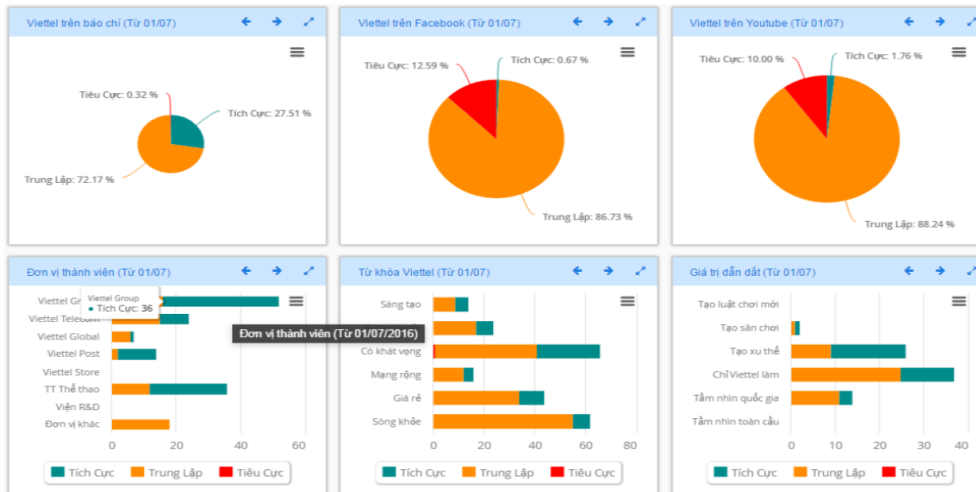 Viettel trên báo chí (Từ 01/07)
Tiêu Cực: 0.32 %
Tích Cực: 27.51 %
Trung Lập: 72.17 %
Viettel trên Facebook (Từ 01/07)
Tiêu Cực: 12.59 %
Tích Cực: 0.67 %
Trung Lập: 86.73 %
Viettel trên Youtube (Từ 01/07)
Tiêu Cực: 10.00 %
Tích Cực: 1.76 %
Trung Lập: 88.24 %
Đơn vị thành viên (Từ 01/07)
Viettel
Viettel Group
Tích Cực: 36
Viettel Telecom
Viettel Global
Viettel Post
Viettel Store
TT Thể thao
Viện R&D
Đơn vị khác
0 20 40 60
Tích Cực Trung Lập Tiêu Cực
Đơn vị thành viên (Từ 01/07/2016)
Từ khóa Viettel (Từ 01/07)
Sáng tạo
Có khát vọng
Mạng rộng
Giá rẻ
Sóng khỏe
0 20 40 60 80
Tích Cực Trung Lập Tiêu Cực
Giá trị dẫn dắt (Từ 01/07)
Tạo luật chơi mới
Tạo sân chơi
Tạo xu thế
Chỉ Viettel làm
Tầm nhìn quốc gia
Tầm nhìn toàn cầu
0 10 20 30 40
Tích Cực Trung Lập Tiêu Cực